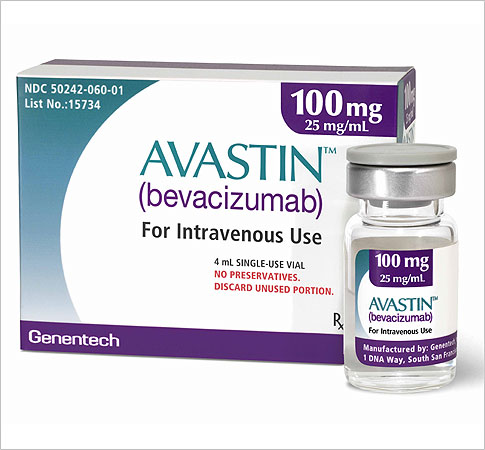 NDC 50242-060-01
List No.:15734
100 mg
25 mg/mL
AVASTIN™
(bevacizumab)
For Intravenous Use
4 mL SINGLE-USE VIAL
NO PRESERVATIVES.
DISCARD UNUSED PORTION.
Genentech
100 mg
25 mg/mL
AVASTIN™
(bevacizumab)
For Intravenous Use
Manufactured by: Genentech
1 DNA Way, South San